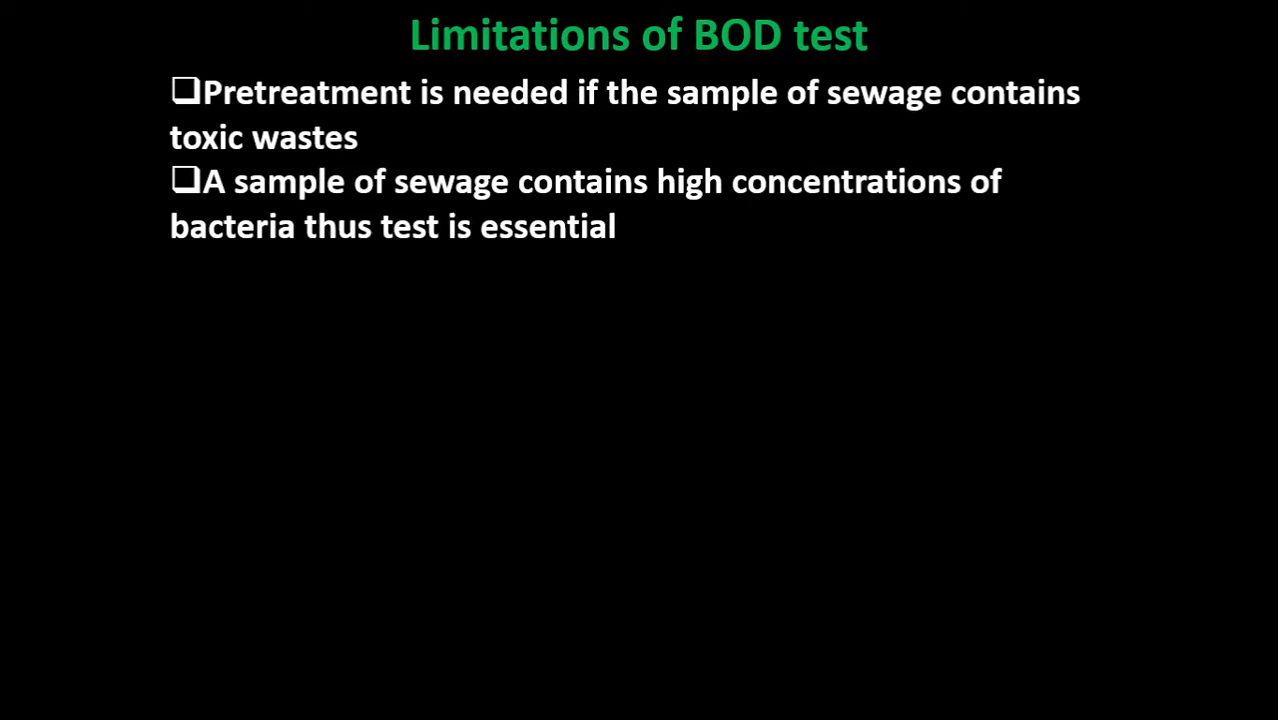 Limitations of BOD test
❑Pretreatment is needed if the sample of sewage contains
toxic wastes
❑A sample of sewage contains high concentrations of
bacteria thus test is essential